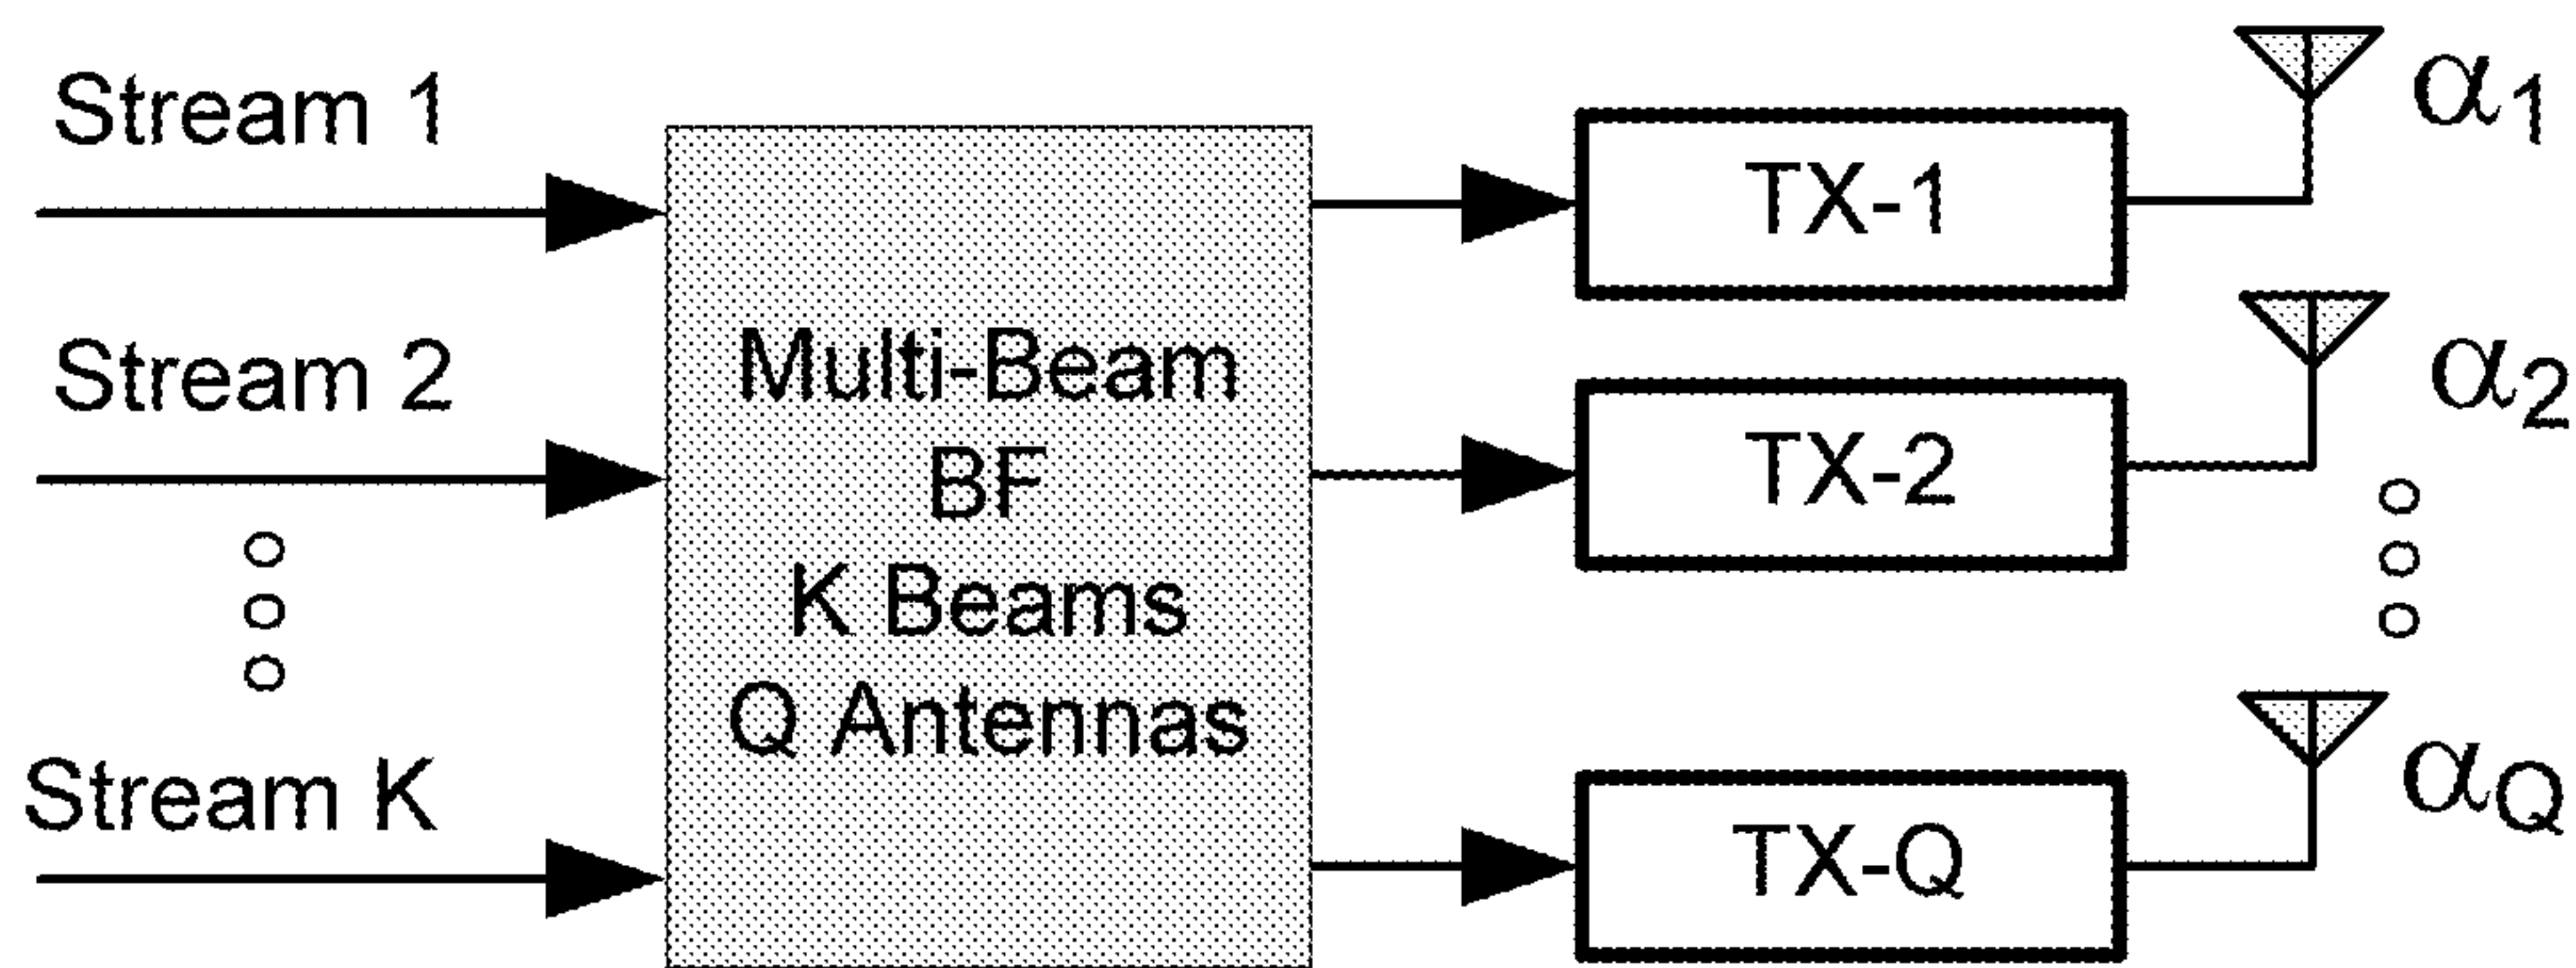 Stream 1
Stream 2
Stream K
Multi-Beam
BF
K Beams
Q Antennas
TX-1
TX-2
TX-Q
α1
α2
αQ